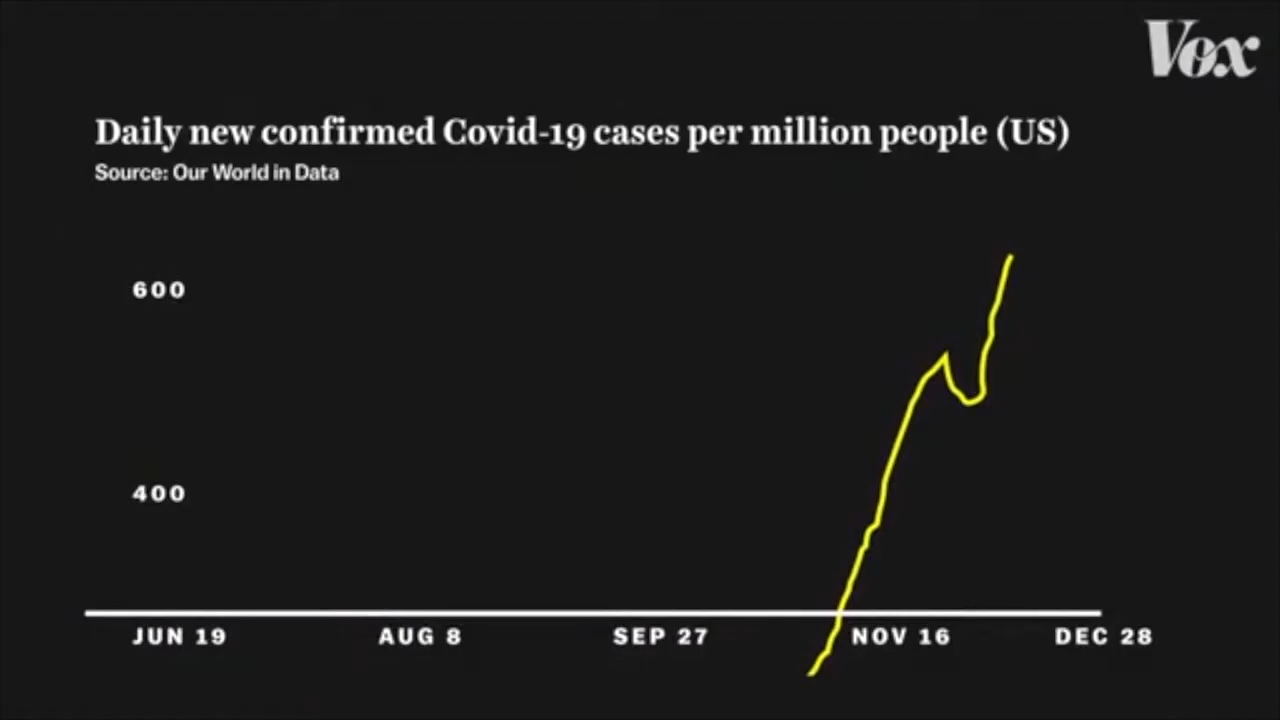 Vox
Daily new confirmed Covid-19 cases per million people (US)
Source: Our World in Data
600
400
JUN 19 AUG 8 SEP 27 NOV 16 DEC 28